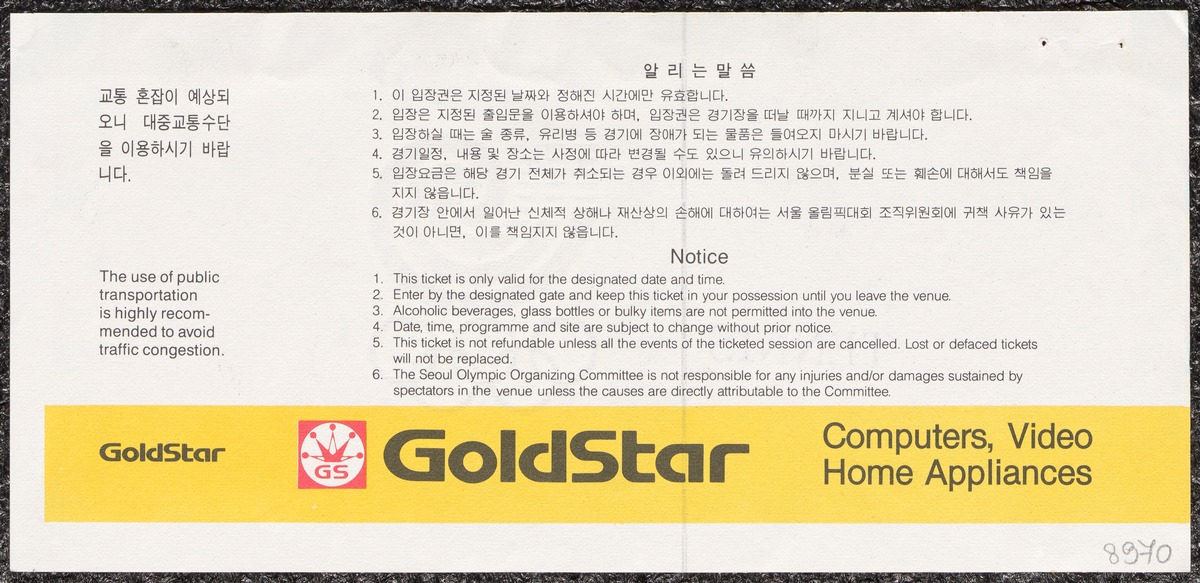 교통 혼잡이 예상되
오니 대중교통수단
을 이용하시기 바랍
니다.
The use of public
transportation
is highly recom-
mended to avoid
traffic congestion.
알 리 는 말 씀
1. 이 입장권은 지정된 날짜와 정해진 시간에만 유효합니다.
2. 입장은 지정된 출입문을 이용하셔야 하며, 입장권은 경기장을 떠날 때까지 지니고 계셔야 합니다.
3. 입장하실 때는 술 종류, 유리병 등 경기에 장애가 되는 물품은 들여오지 마시기 바랍니다.
4. 경기일정, 내용 및 장소는 사정에 따라 변경될 수도 있으니 유의하시기 바랍니다.
5. 입장요금은 해당 경기 전체가 취소되는 경우 이외에는 돌려 드리지 않으며, 분실 또는 훼손에 대해서도 책임을
지지 않읍니다.
6. 경기장 안에서 일어난 신체적 상해나 재산상의 손해에 대하여는 서울 올림픽대회 조직위원회에 귀책 사유가 있는
것이 아니면, 이를 책임지지 않읍니다.
Notice
1. This ticket is only valid for the designated date and time.
2. Enter by the designated gate and keep this ticket in your possession until you leave the venue.
3. Alcoholic beverages, glass bottles or bulky items are not permitted into the venue.
4. Date, time, programme and site are subject to change without prior notice.
5. This ticket is not refundable unless all the events of the ticketed session are cancelled. Lost or defaced tickets
will not be replaced.
6. The Seoul Olympic Organizing Committee is not responsible for any injuries and/or damages sustained by
spectators in the venue unless the causes are directly attributable to the Committee.
GoldStar
GS
GoldStar
Computers, Video
Home Appliances
8970